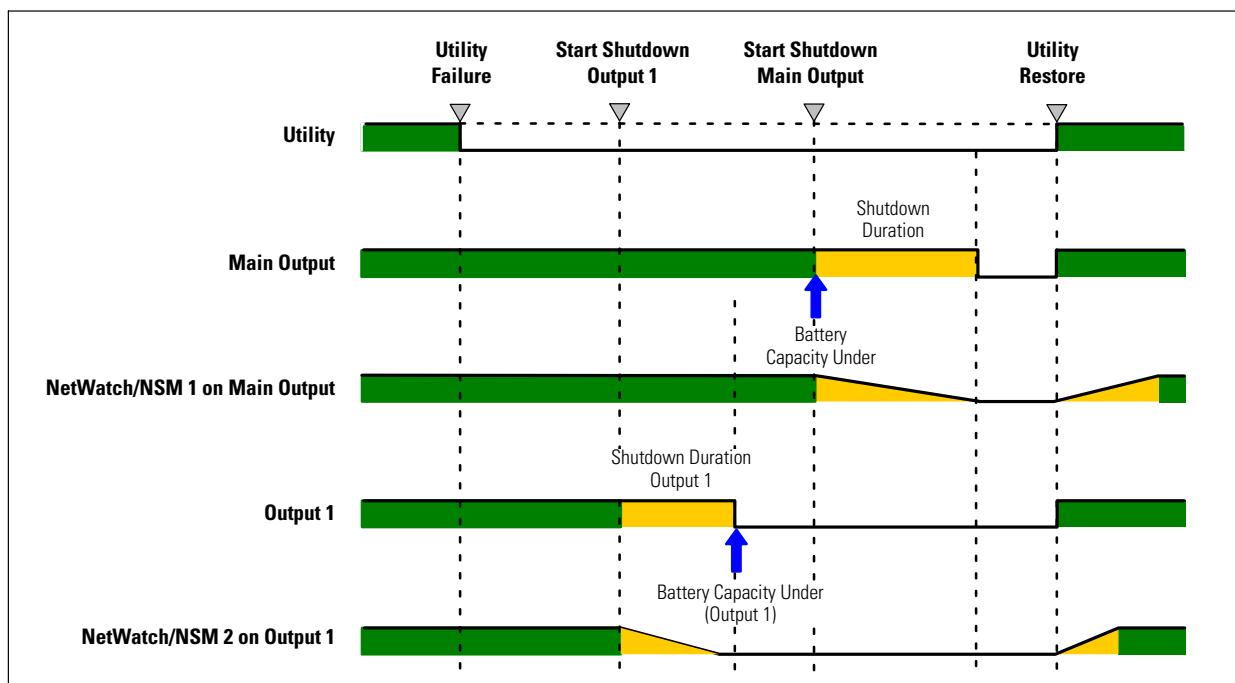 Utility
Failure
Start Shutdown
Output 1
Start Shutdown
Main Output
Utility
Restore
Utility
Shutdown
Duration
Main Output
Battery
Capacity Under
NetWatch/NSM 1 on Main Output
Shutdown Duration
Output 1
Output 1
Battery Capacity Under
(Output 1)
NetWatch/NSM 2 on Output 1